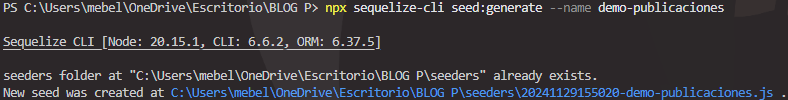 PS C:\Users\mebel\OneDrive\Escritorio\BLOG P> npx sequelize-cli seed:generate --name demo-publicaciones
Sequelize CLI [Node: 20.15.1, CLI: 6.6.2, ORM: 6.37.5]
seeders folder at "C:\Users\mebel\OneDrive\Escritorio\BLOG P\seeders" already exists.
New seed was created at C:\Users\mebel\OneDrive\Escritorio\BLOG P\seeders\20241129155020-demo-publicaciones.js .